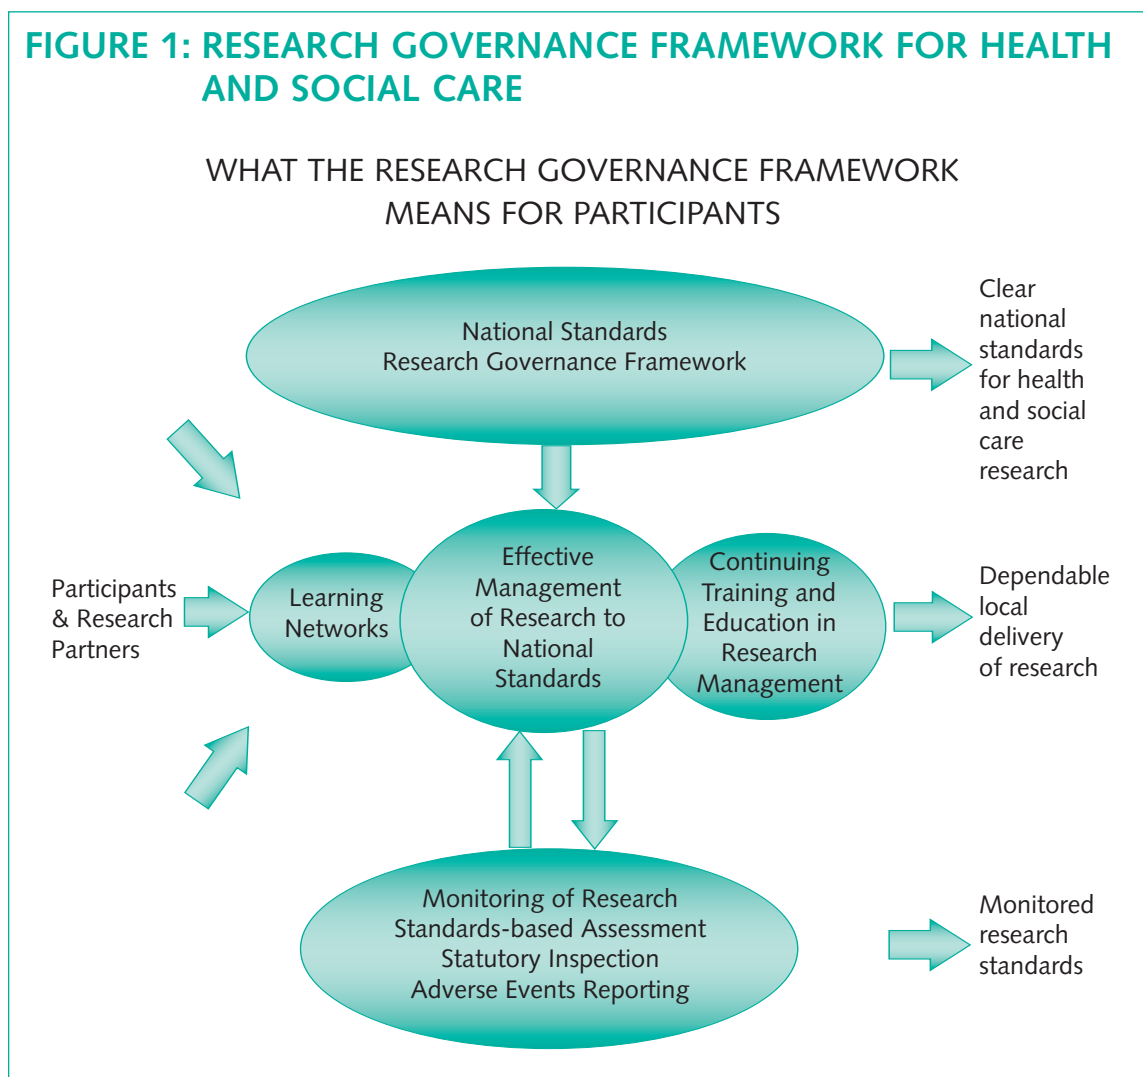 FIGURE 1: RESEARCH GOVERNANCE FRAMEWORK FOR HEALTH
AND SOCIAL CARE
WHAT THE RESEARCH GOVERNANCE FRAMEWORK
MEANS FOR PARTICIPANTS
National Standards
Research Governance Framework
Clear
national
standards
for health
and social
care
research
Participants
& Research
Partners
Learning
Networks
Effective
Management
of Research to
National
Standards
Continuing
Training and
Education in
Research
Management
Dependable
local
delivery
of research
Monitoring of Research
Standards-based Assessment
Statutory Inspection
Adverse Events Reporting
Monitored
research
standards